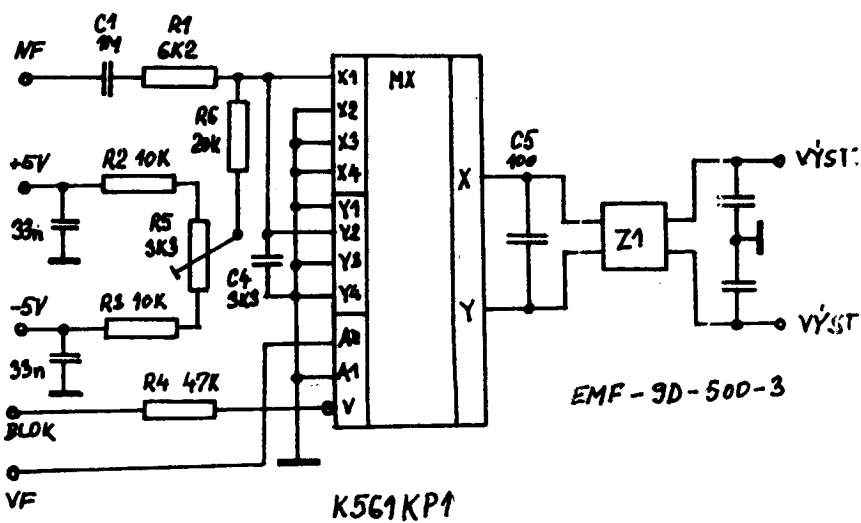 NF
C1
1M
R1
6K2
R6
20K
+5V
R2 10K
33n
R5
3K3
C4
3K3
-5V
R3 10K
33n
R4 47K
BLOK
VF
X1
X2
X3
X4
Y1
Y2
Y3
Y4
A0
A1
V
MX
X
Y
C5
100
Z1
VÝST:
VÝST
EMF-9D-500-3
K561KP1